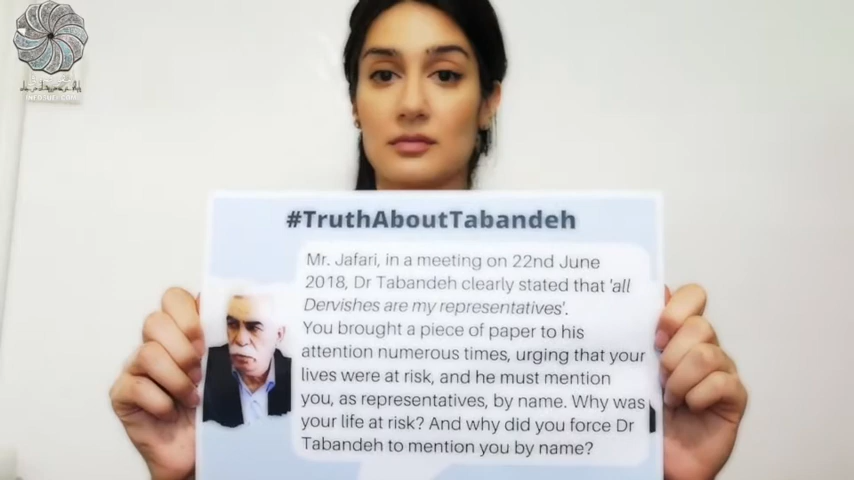 #TruthAboutTabandeh
Mr. Jafari, in a meeting on 22nd June
2018, Dr Tabandeh clearly stated that 'all
Dervishes are my representatives'.
You brought a piece of paper to his
attention numerous times, urging that your
lives were at risk, and he must mention
you, as representatives, by name. Why was
your life at risk? And why did you force Dr
Tabandeh to mention you by name?